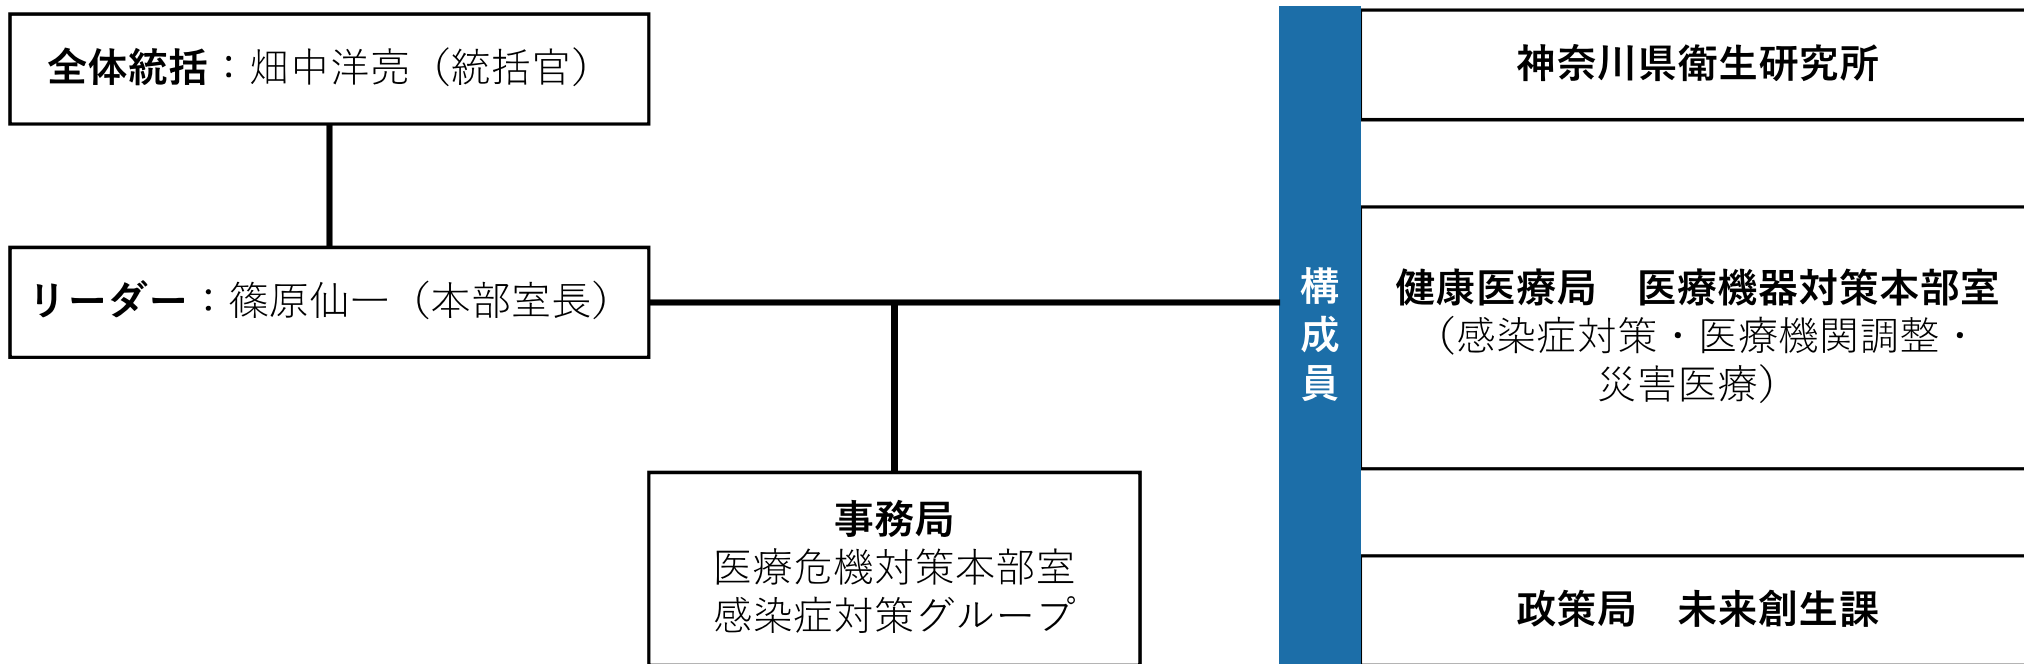 全体統括：畑中洋亮（統括官）
リーダー：篠原仙一（本部室長）
事務局
医療危機対策本部室
感染症対策グループ
構成員
神奈川県衛生研究所
健康医療局　医療機器対策本部室
（感染症対策・医療機関調整・
災害医療）
政策局　未来創生課